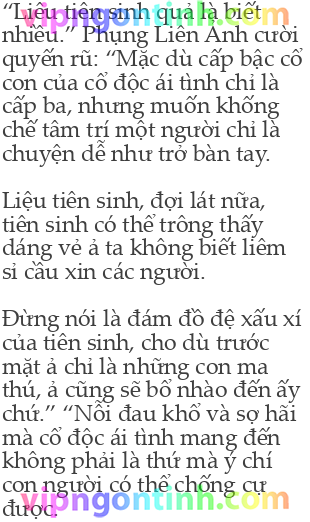 “Liệu tiên sinh quả là biết
vipngontinh.com
nhiều.” Phụng Liên Anh cười
quyến rũ: “Mặc dù cấp bậc cổ
con của cổ độc ái tình chỉ là
cấp ba, nhưng muốn khống
chế tâm trí một người chỉ là
chuyện dễ như trở bàn tay.
Liệu tiên sinh, đợi lát nữa,
vipngontinh.com
tiên sinh có thể trông thấy
dáng vẻ ả ta không biết liêm
sỉ cầu xin các người.
Đừng nói là đám đồ đệ xấu xí
của tiên sinh, cho dù trước
mặt ả chỉ là những con ma
thú, ả cũng sẽ bổ nhào đến ấy
chứ.” “Nỗi đau khổ và sợ hãi
mà cổ độc ái tình mang đến
không phải là thứ mà ý chí
con người có thể chống cự
vipngontinh.com
được.